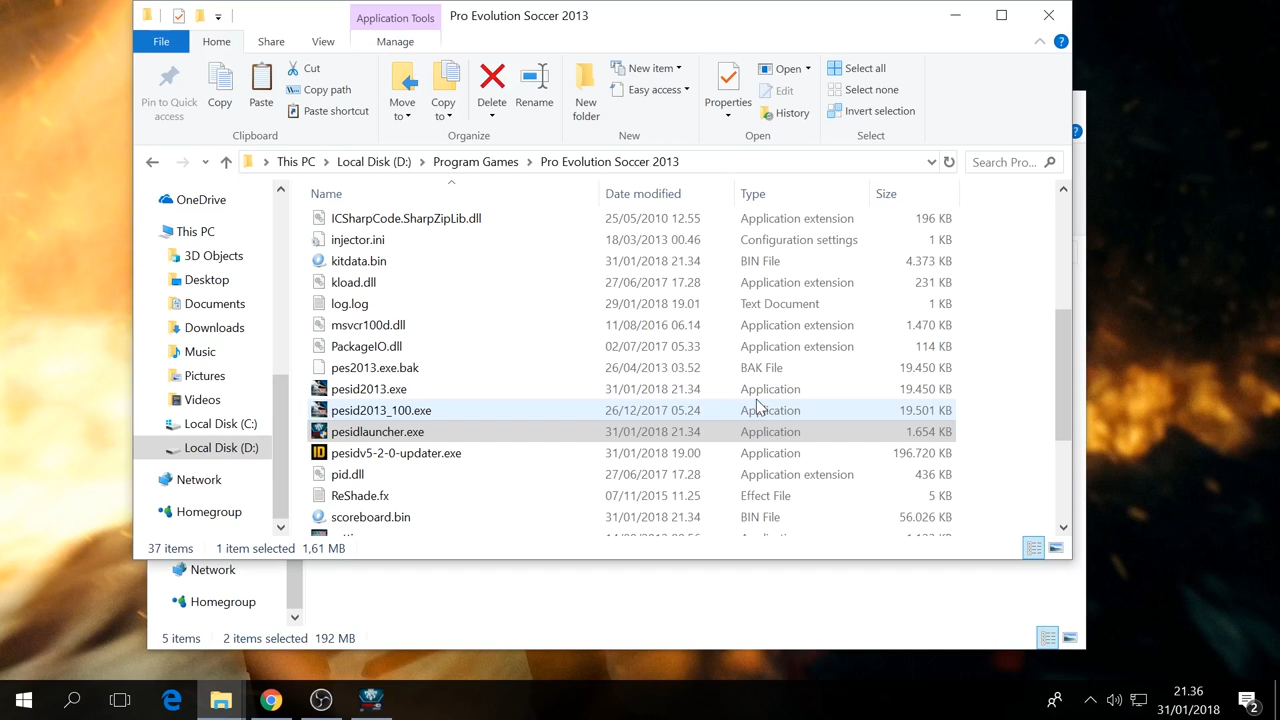 Application Tools
Pro Evolution Soccer 2013
File
Home
Share
View
Manage
Pin to Quick access
Copy
Paste
Cut
Copy path
Paste shortcut
Clipboard
Move to
Copy to
Delete
Rename
Organize
New folder
New item
Easy access
New
Properties
Open
Edit
History
Open
Select all
Select none
Invert selection
Select
This PC > Local Disk (D:) > Program Games > Pro Evolution Soccer 2013
Search Pro...
Name Date modified Type Size
OneDrive
This PC
3D Objects
Desktop
Documents
Downloads
Music
Pictures
Videos
Local Disk (C:)
Local Disk (D:)
Network
Homegroup
ICSharpCode.SharpZipLib.dll 25/05/2010 12.55 Application extension 196 KB
injector.ini 18/03/2013 00.46 Configuration settings 1 KB
kitdata.bin 31/01/2018 21.34 BIN File 4.373 KB
kload.dll 27/06/2017 17.28 Application extension 231 KB
log.log 29/01/2018 19.01 Text Document 1 KB
msvcr100d.dll 11/08/2016 06.14 Application extension 1.470 KB
PackageIO.dll 02/07/2017 05.33 Application extension 114 KB
pes2013.exe.bak 26/04/2013 03.52 BAK File 19.450 KB
pesid2013.exe 31/01/2018 21.34 Application 19.450 KB
pesid2013_100.exe 26/12/2017 05.24 Application 19.501 KB
pesidlauncher.exe 31/01/2018 21.34 Application 1.654 KB
pesidv5-2-0-updater.exe 31/01/2018 19.00 Application 196.720 KB
pid.dll 27/06/2017 17.28 Application extension 436 KB
ReShade.fx 07/11/2015 11.25 Effect File 5 KB
scoreboard.bin 31/01/2018 21.34 BIN File 56.026 KB
37 items 1 item selected 1,61 MB
Network
Homegroup
5 items 2 items selected 192 MB
21.36
31/01/2018
2